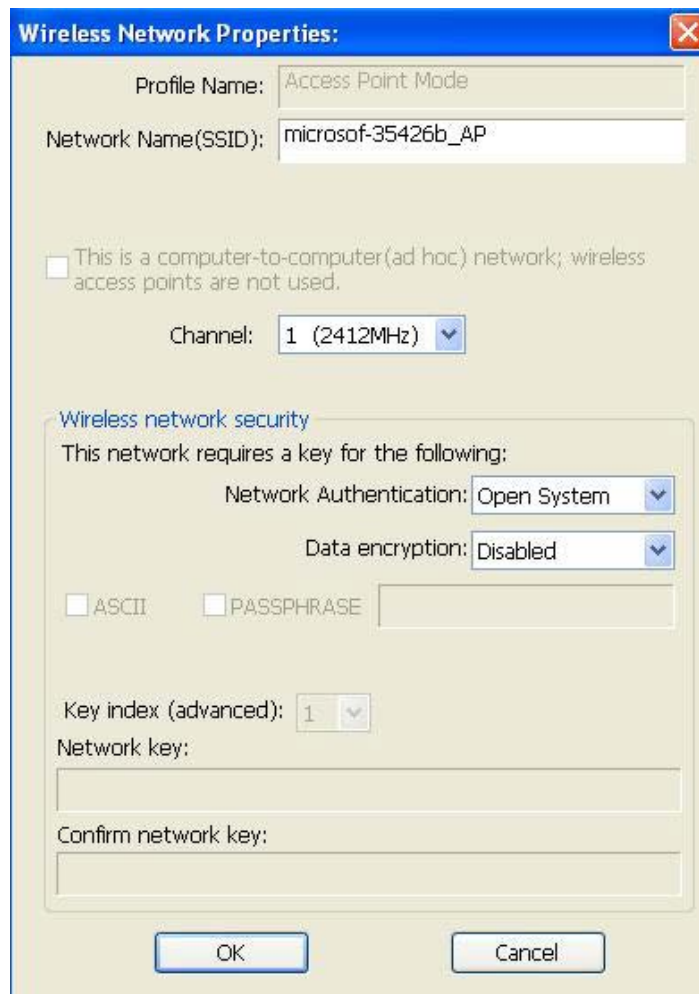 Wireless Network Properties:
Profile Name: Access Point Mode
Network Name(SSID): microsof-35426b_AP
This is a computer-to-computer(ad hoc) network; wireless
access points are not used.
Channel: 1 (2412MHz)
Wireless network security
This network requires a key for the following:
Network Authentication: Open System
Data encryption: Disabled
ASCII PASSPHRASE
Key index (advanced): 1
Network key:
Confirm network key:
OK Cancel